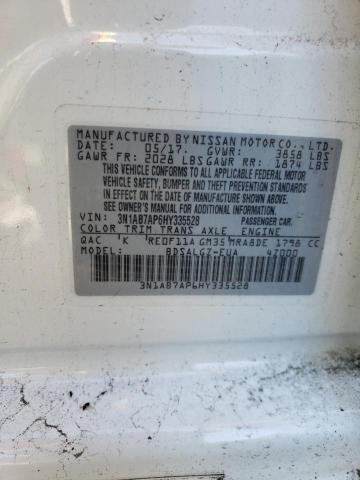 MANUFACTURED BY NISSAN MOTOR CO., LTD.
DATE: 05/17. GVWR: 3858 LBS
GAWR FR: 2028 LBS GAWR RR: 1874 LBS
THIS VEHICLE CONFORMS TO ALL APPLICABLE
FEDERAL MOTOR VEHICLE
SAFETY, BUMPER AND THEFT PREVENTION
STANDARDS IN EFFECT ON THE DATE OF
MANUFACTURE SHOWN ABOVE.
SEE OWNER'S MANUAL FOR ADDITIONAL
INFORMATION.
VIN: 3N1AB7AP6HY335528 PASSENGER CAR
COLOR TRIM TRANS AXLE ENGINE
QAC K RE0F11A GM35 MRA8DE 1798 CC
MODEL: BDSALGZ-EUA 4Z000
3N1AB7AP6HY335528